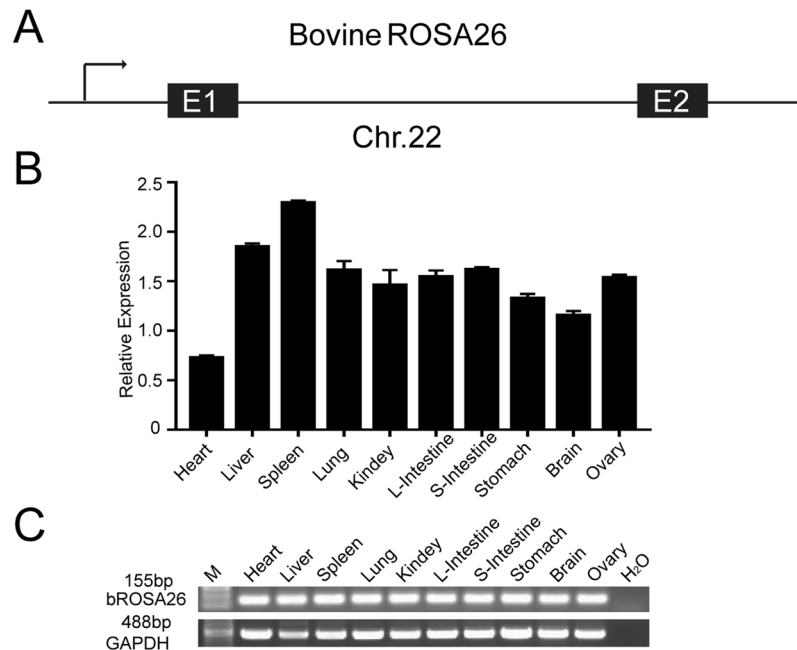 A
Bovine ROSA26
E1
E2
Chr.22
B
Relative Expression
2.5
2.0
1.5
1.0
0.5
0
Heart
Liver
Spleen
Lung
Kindey
L-Intestine
S-Intestine
Stomach
Brain
Ovary
C
M
Heart
Liver
Spleen
Lung
Kindey
L-Intestine
S-Intestine
Stomach
Brain
Ovary
H₂O
155bp
bROSA26
488bp
GAPDH